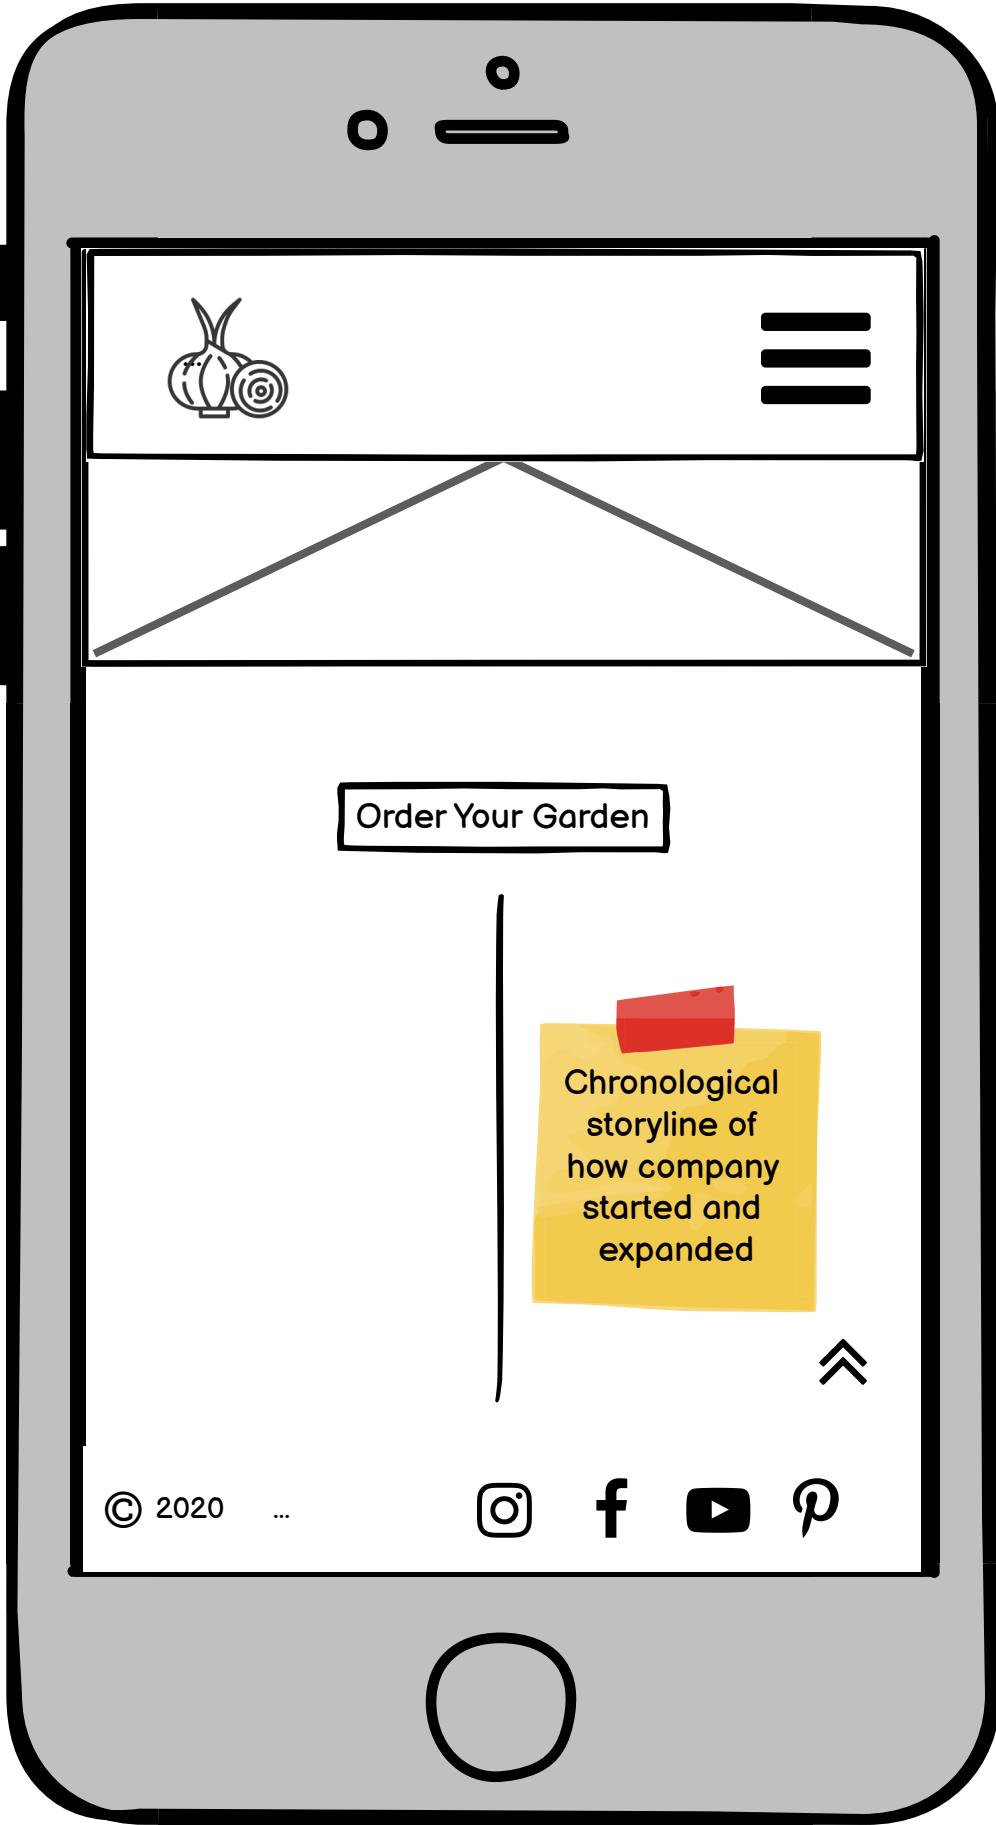 ...
Order Your Garden
Chronological
storyline of
how company
started and
expanded
© 2020 ...